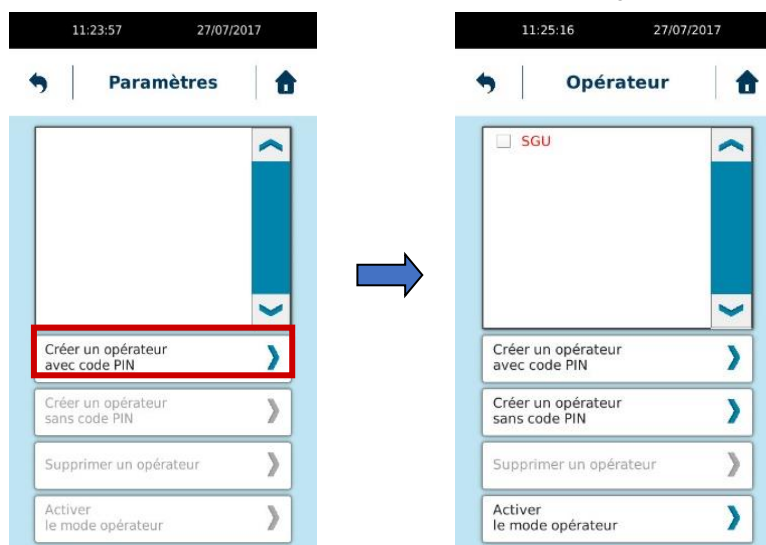 11:23:57 27/07/2017
Paramètres
Créer un opérateur
avec code PIN
Créer un opérateur
sans code PIN
Supprimer un opérateur
Activer
le mode opérateur
11:25:16 27/07/2017
Opérateur
SGU
Créer un opérateur
avec code PIN
Créer un opérateur
sans code PIN
Supprimer un opérateur
Activer
le mode opérateur